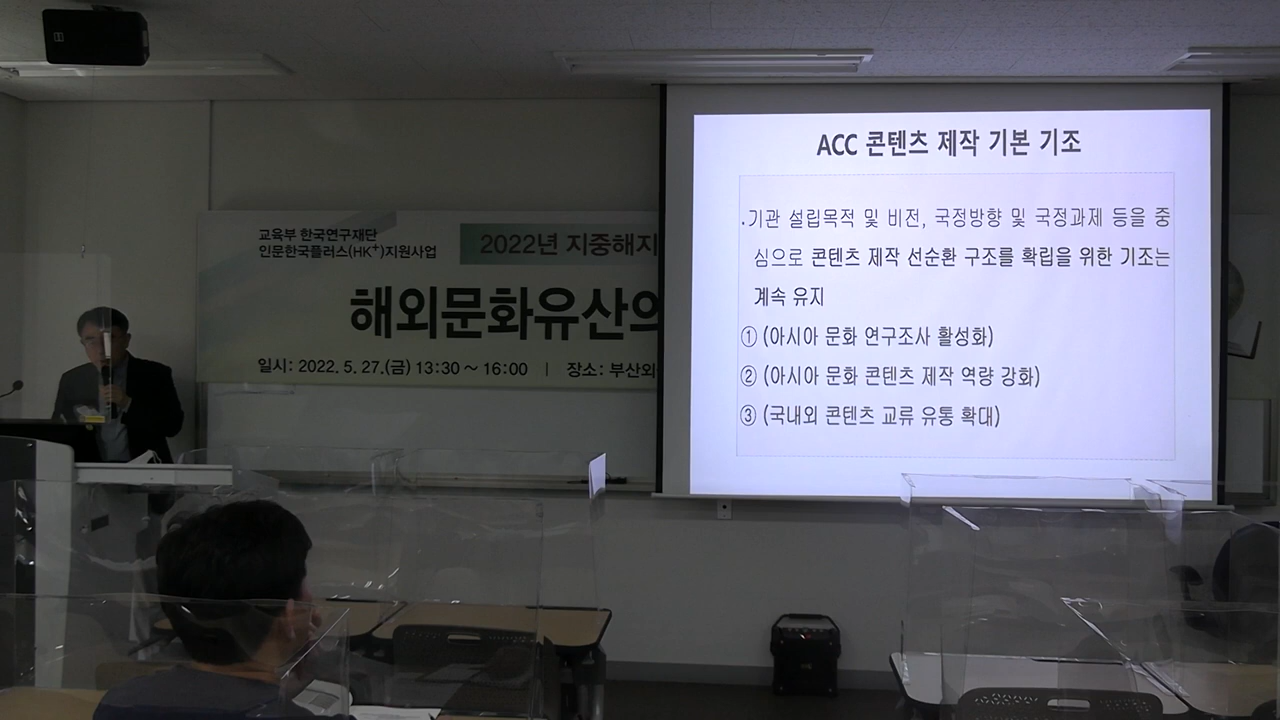 교육부 한국연구재단
인문한국플러스(HK+)지원사업
2022년 지중해지
해외문화유산의
일시: 2022. 5. 27.(금) 13:30 ~ 16:00 | 장소: 부산외
ACC 콘텐츠 제작 기본 기조
·기관 설립목적 및 비전, 국정방향 및 국정과제 등을 중
심으로 콘텐츠 제작 선순환 구조를 확립을 위한 기조는
계속 유지
① (아시아 문화 연구조사 활성화)
② (아시아 문화 콘텐츠 제작 역량 강화)
③ (국내외 콘텐츠 교류 유통 확대)